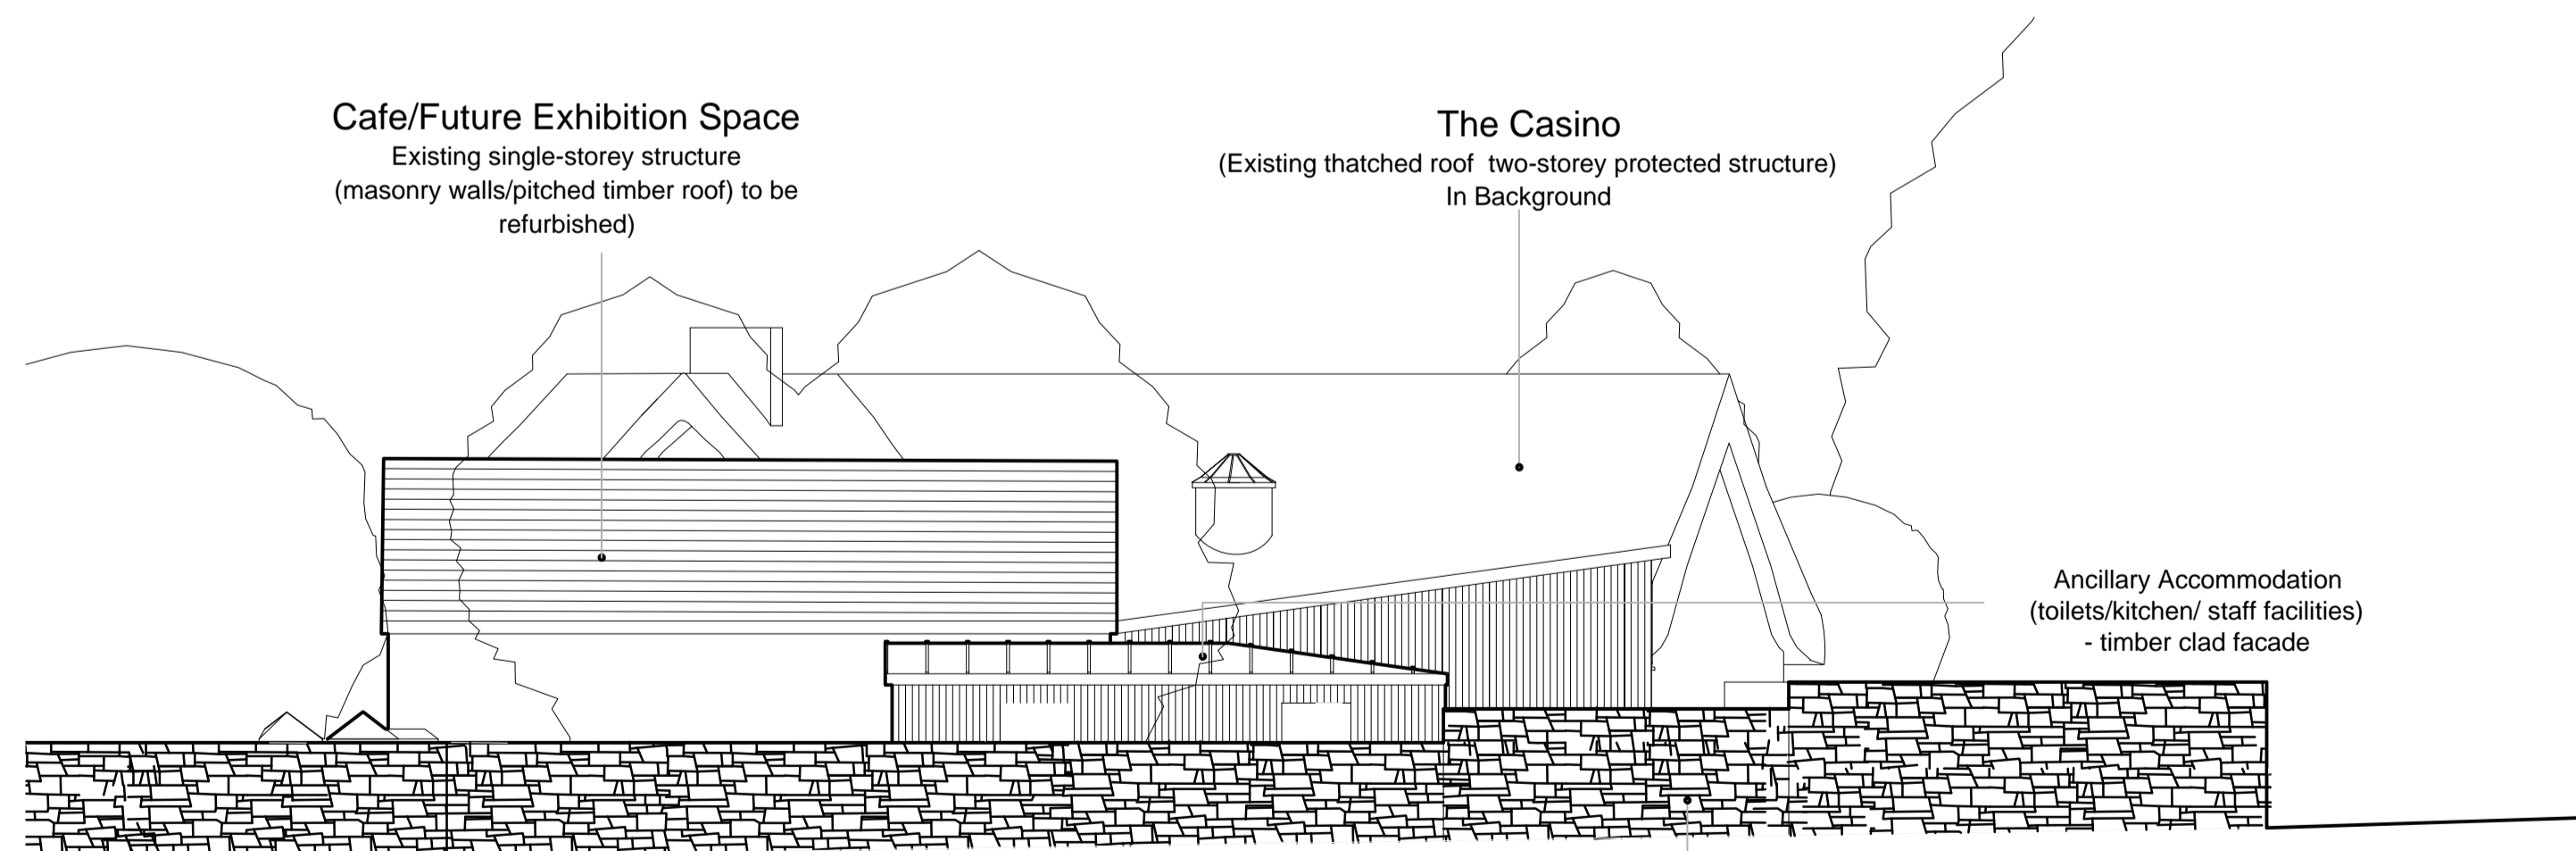 Cafe/Future Exhibition Space
Existing single-storey structure
(masonry walls/pitched timber roof) to be
refurbished)
The Casino
(Existing thatched roof  two-storey protected structure)
In Background
Ancillary Accommodation
(toilets/kitchen/ staff facilities)
- timber clad facade